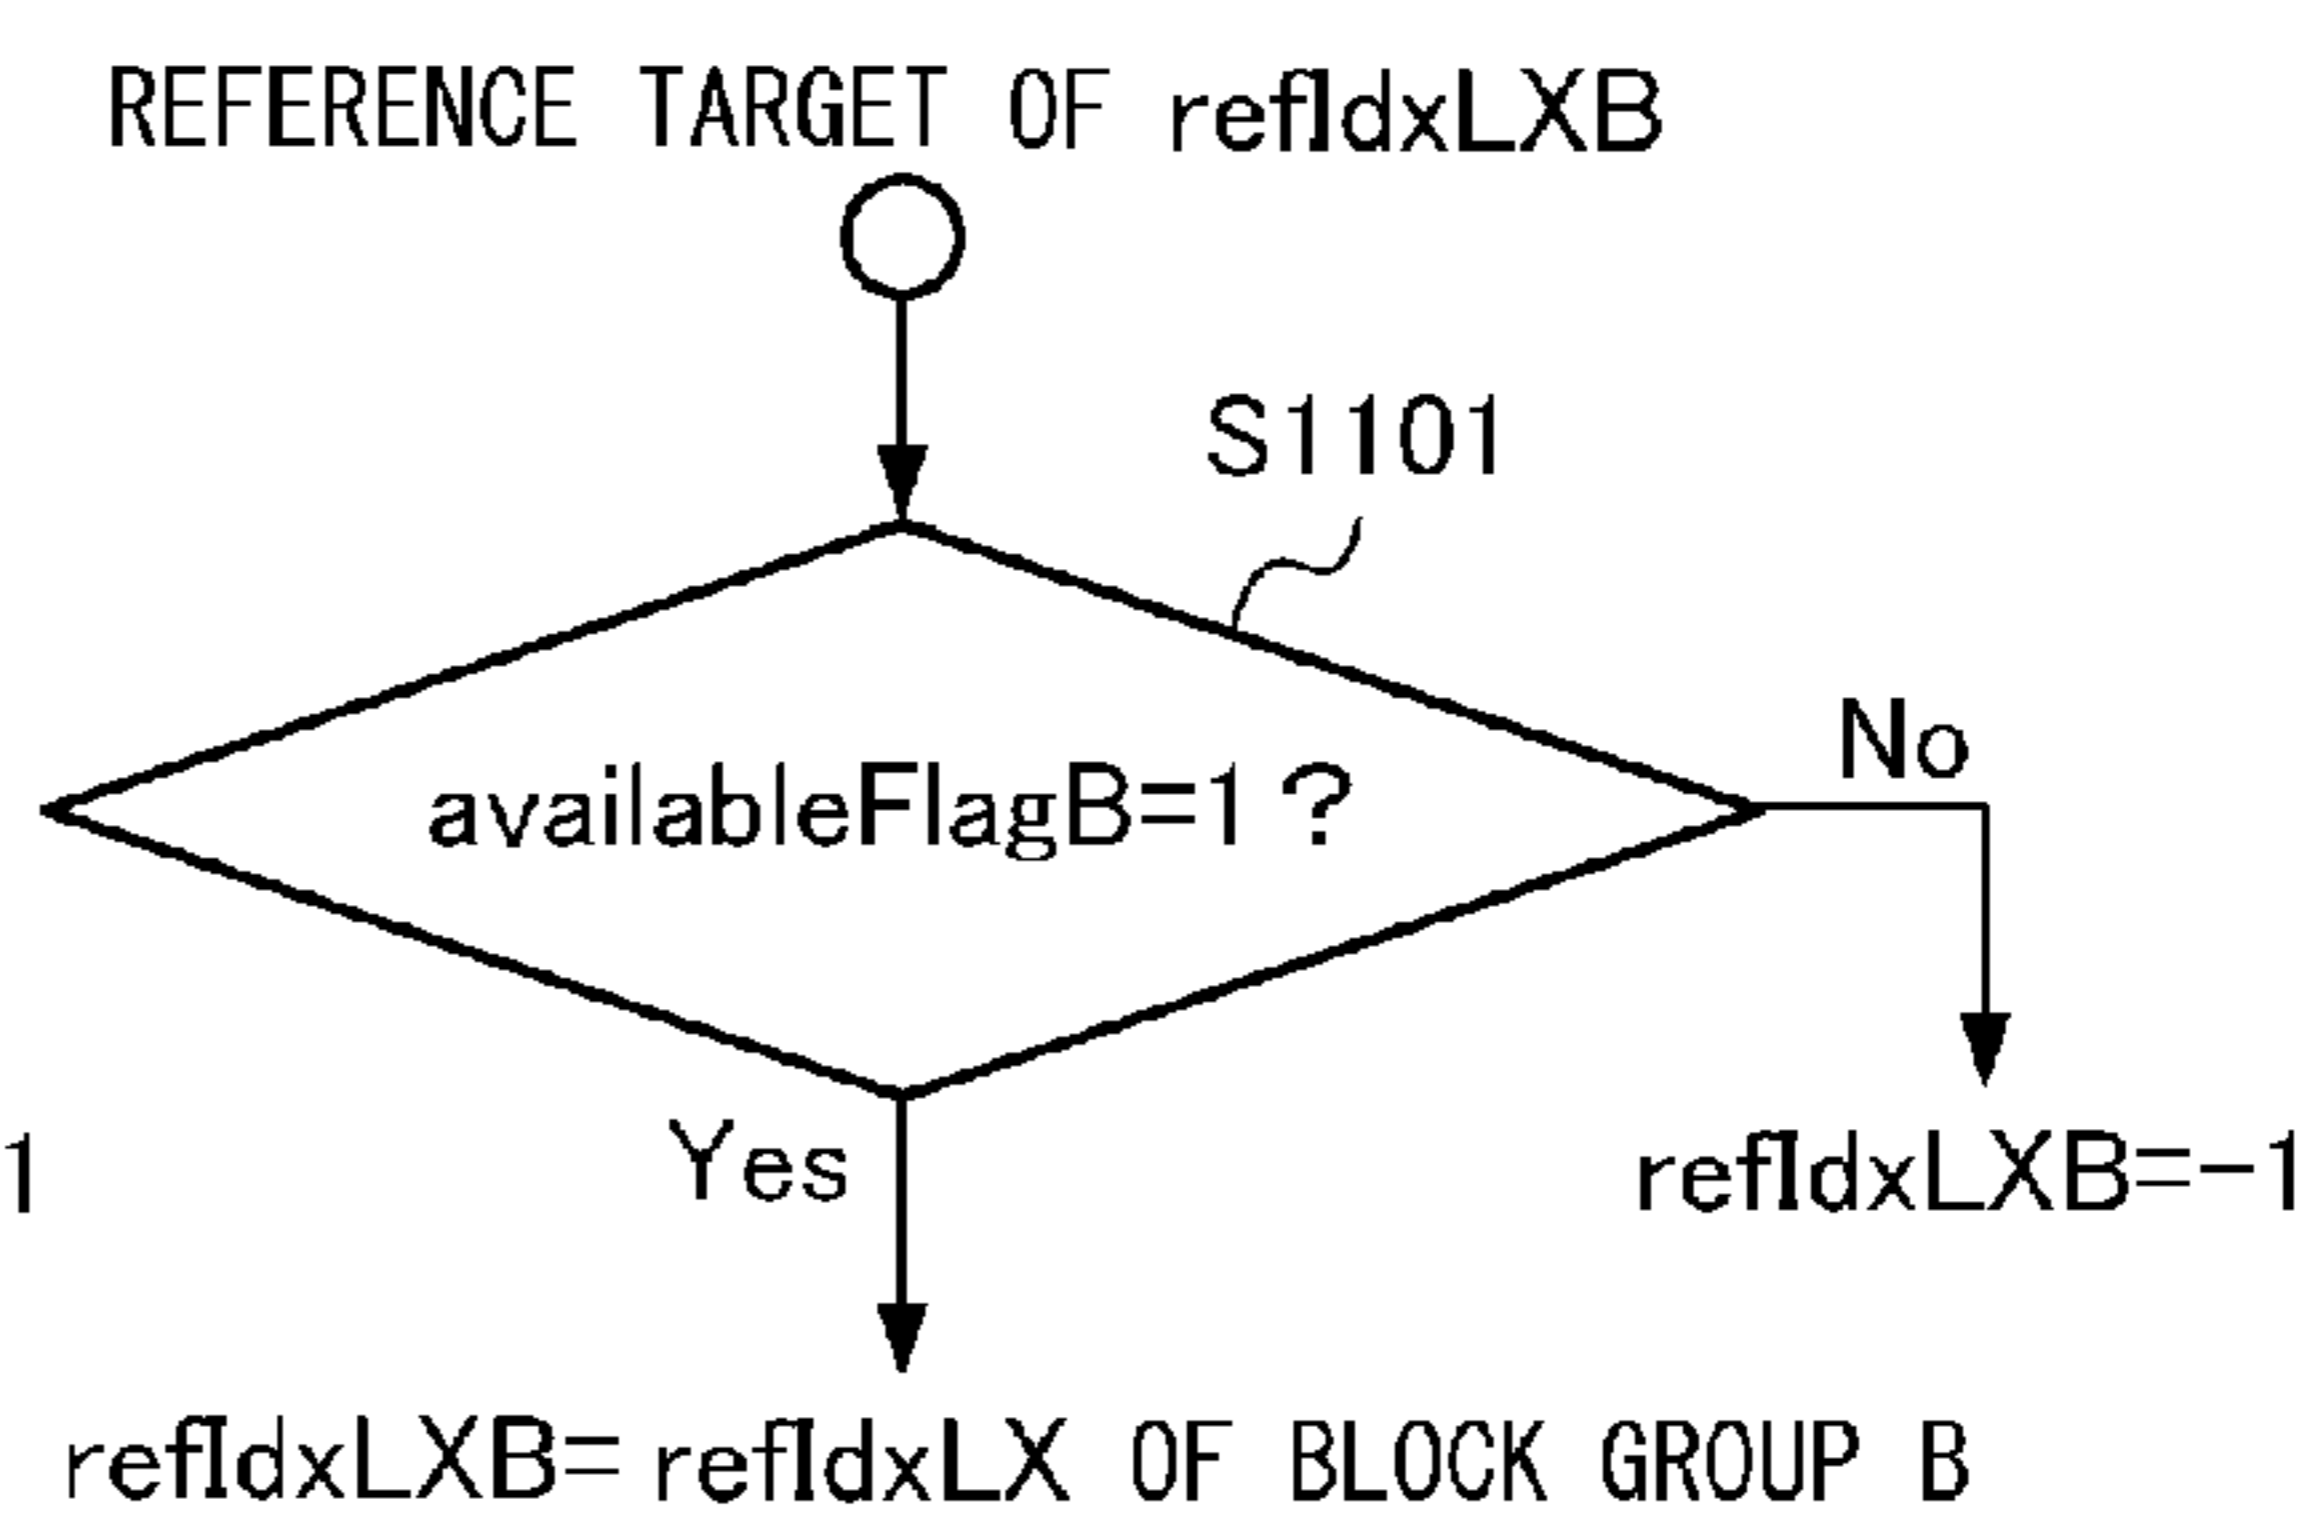 REFERENCE TARGET OF refIdxLXB
S1101
No
availableFlagB=1?
Yes
1
refIdxLXB=-1
refIdxLXB= refIdxLX OF BLOCK GROUP B